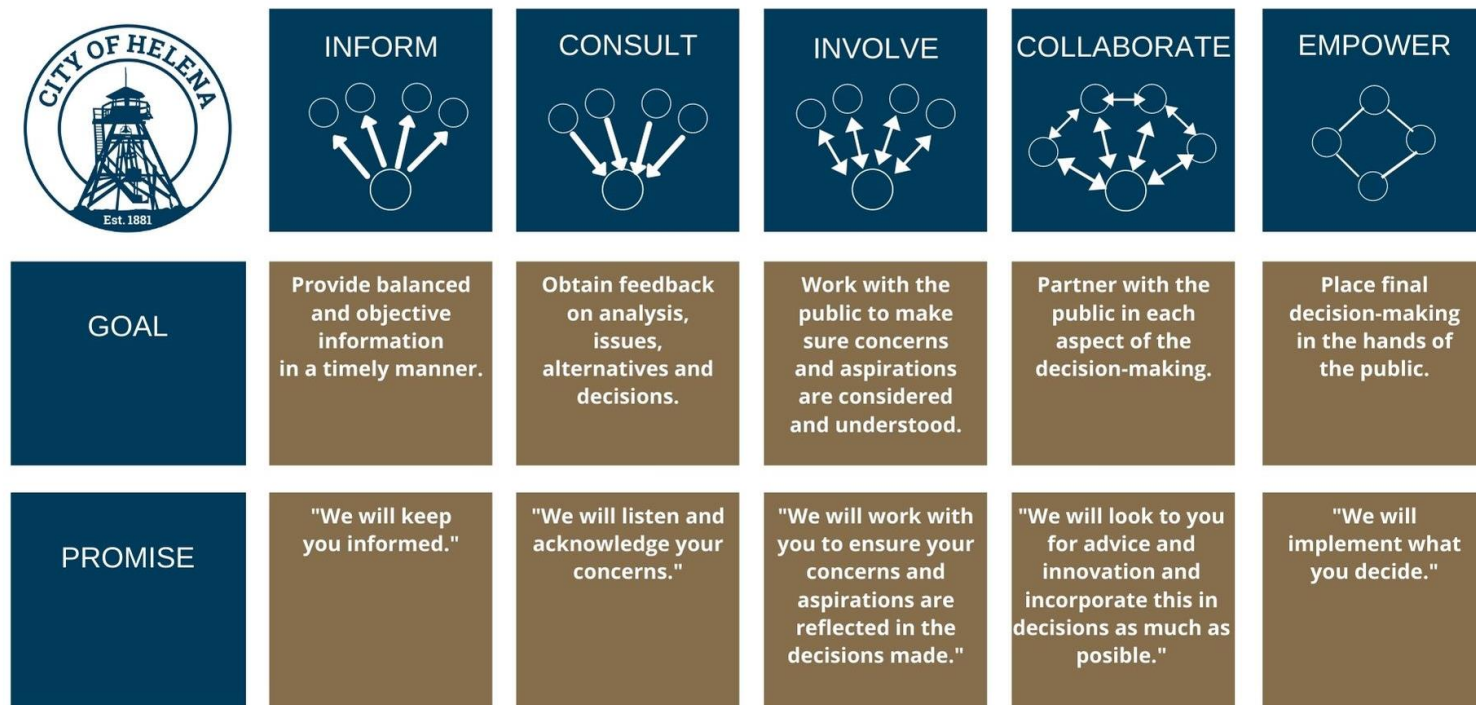 CITY OF HELENA
Est. 1881
INFORM
CONSULT
INVOLVE
COLLABORATE
EMPOWER
GOAL
Provide balanced
and objective
information
in a timely manner.
Obtain feedback
on analysis,
issues,
alternatives and
decisions.
Work with the
public to make
sure concerns
and aspirations
are considered
and understood.
Partner with the
public in each
aspect of the
decision-making.
Place final
decision-making
in the hands of
the public.
PROMISE
"We will keep
you informed."
"We will listen and
acknowledge your
concerns."
"We will work with
you to ensure your
concerns and
aspirations are
reflected in the
decisions made."
"We will look to you
for advice and
innovation and
incorporate this in
decisions as much as
posible."
"We will
implement what
you decide."